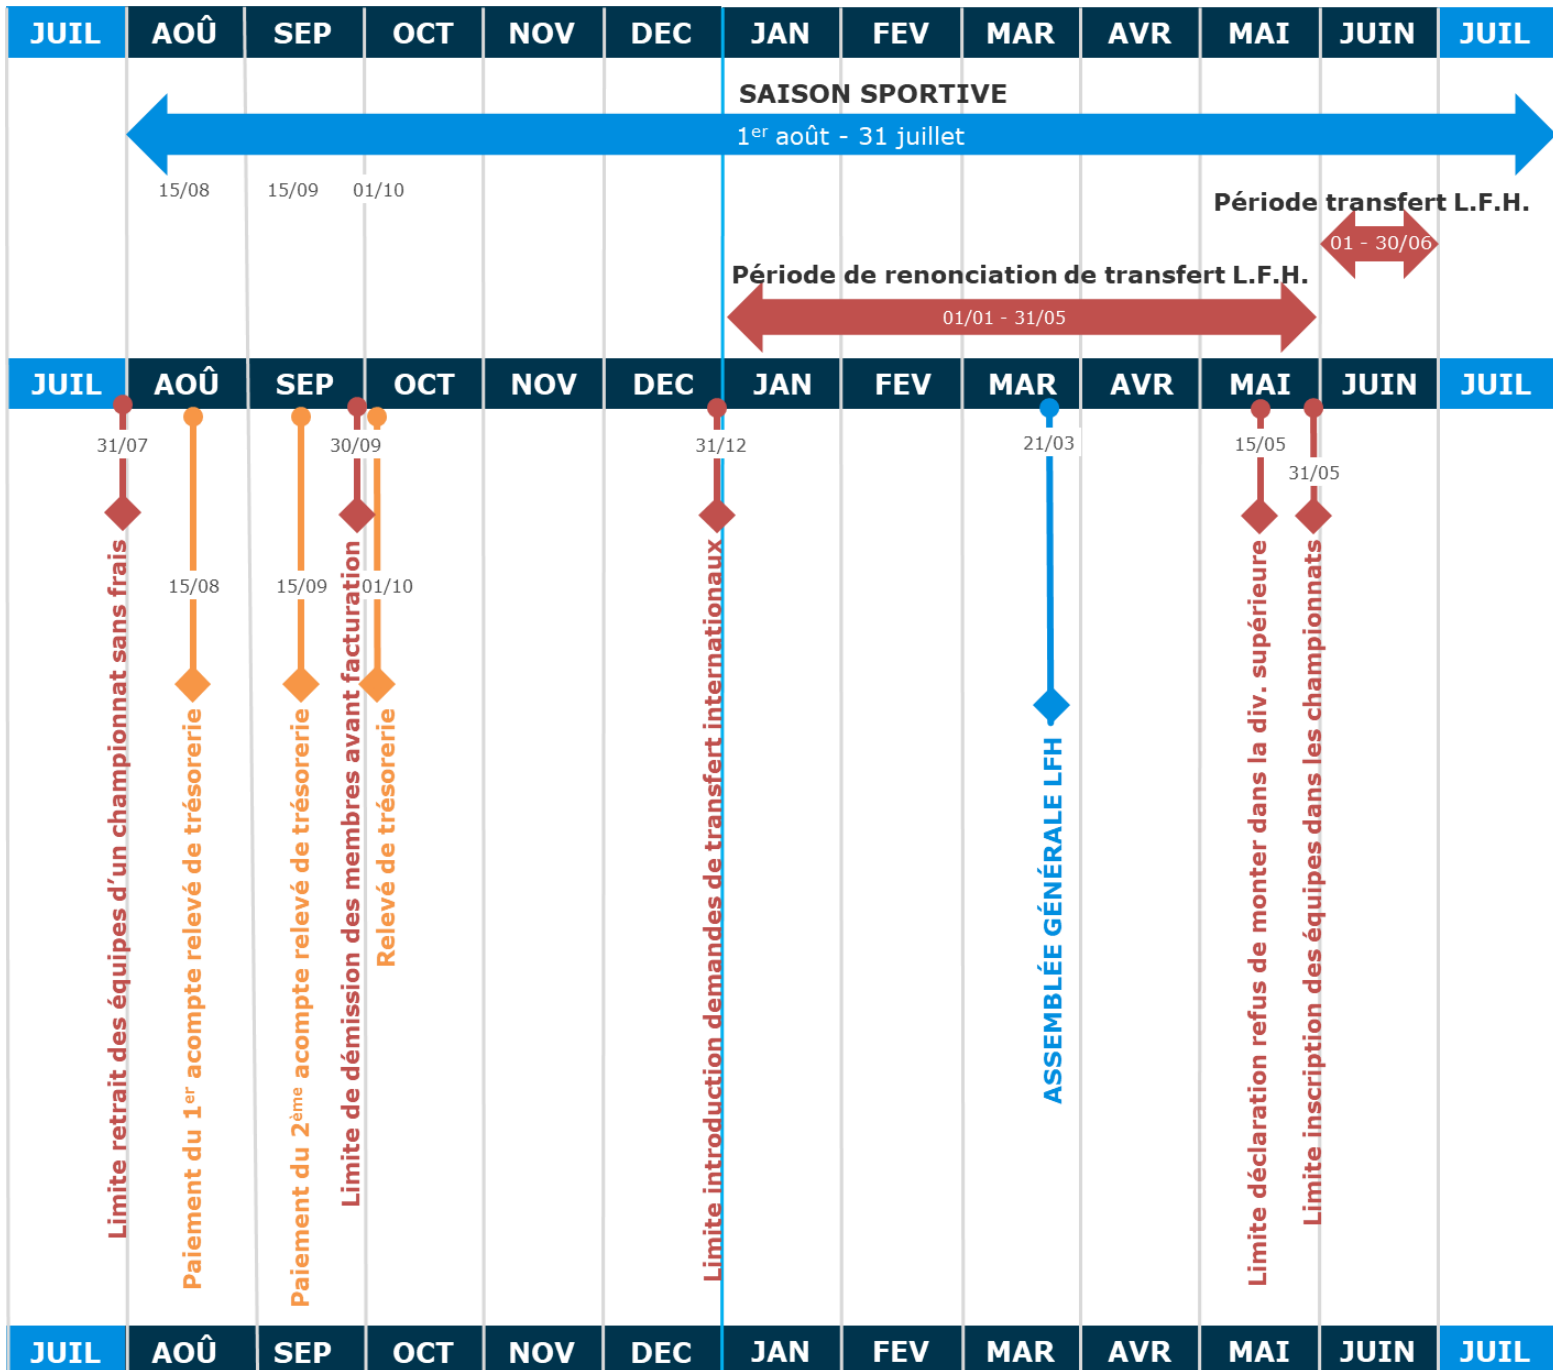 JUIL AOÛ SEP OCT NOV DEC JAN FEV MAR AVR MAI JUIN JUIL
SAISON SPORTIVE
1er août - 31 juillet
15/08 15/09 01/10
Période transfert L.F.H.
01 - 30/06
Période de renonciation de transfert L.F.H.
01/01 - 31/05
JUIL AOÛ SEP OCT NOV DEC JAN FEV MAR AVR MAI JUIN JUIL
31/07
Limite retrait des équipes d'un championnat sans frais
15/08
Paiement du 1er acompte relevé de trésorerie
15/09
Paiement du 2ème acompte relevé de trésorerie
30/09
Limite de démission des membres avant facturation
01/10
Relevé de trésorerie
31/12
Limite introduction demandes de transfert internationaux
21/03
ASSEMBLÉE GÉNÉRALE LFH
15/05
Limite déclaration refus de monter dans la div. supérieure
31/05
Limite inscription des équipes dans les championnats
JUIL AOÛ SEP OCT NOV DEC JAN FEV MAR AVR MAI JUIN JUIL